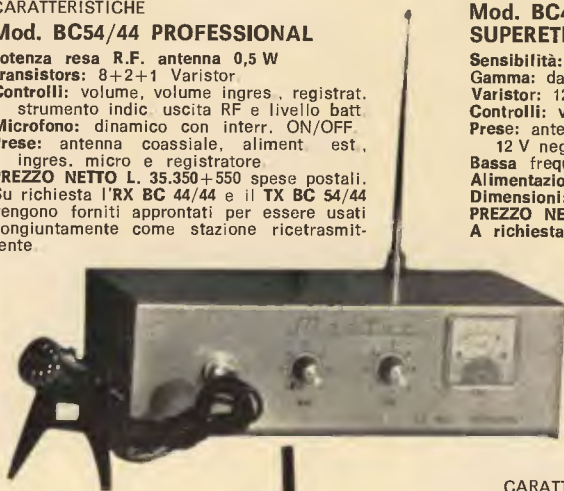 CARATTERISTICHE
Mod. BC54/44 PROFESSIONAL
otenza resa R.F. antenna 0,5 W
ransistors: 8+2+1 Varistor
Controlli: volume, volume ingres, registrat.
strumento indic uscita RF e livello batt
Microfono: dinamico con interr. ON/OFF
Prese: antenna coassiale, aliment est.,
ingres. micro e registratore
PREZZO NETTO L. 35.350+550 spese postali.
Su richiesta l'RX BC 44/44 e il TX BC 54/44
vengono forniti approntati per essere usati
congiuntamente come stazione ricetrasmit-
ente
Mod. BC4
SUPERETE
Sensibilità:
Gamma: da
Varistor: 12
Controlli: v
Prese: ante
12 V neg
Bassa frequ
Alimentazio
Dimensioni:
PREZZO NE
A richiesta
Master
CARATT